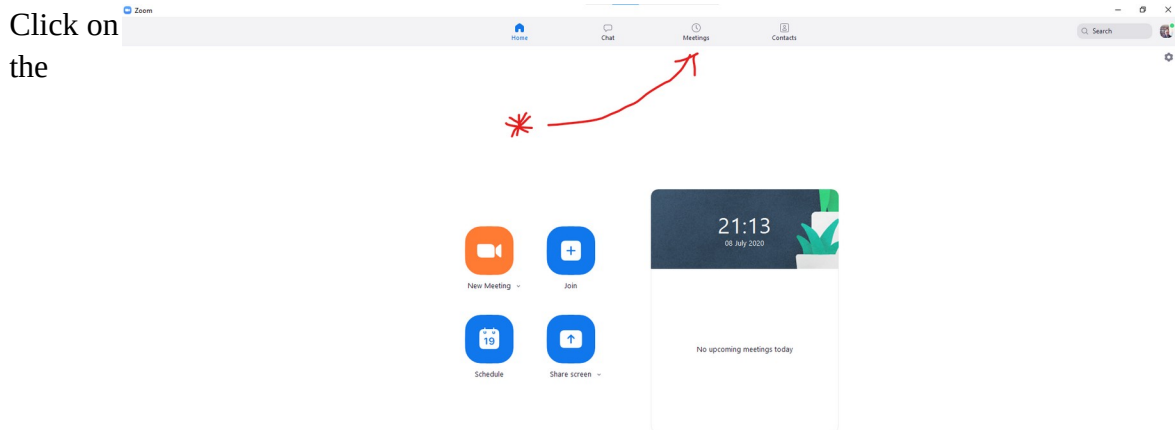 Click on
the
Zoom
Home
Chat
Meetings
Contacts
Search
21:13
08 July 2020
New Meeting
Join
19
Schedule
Share screen
No upcoming meetings today